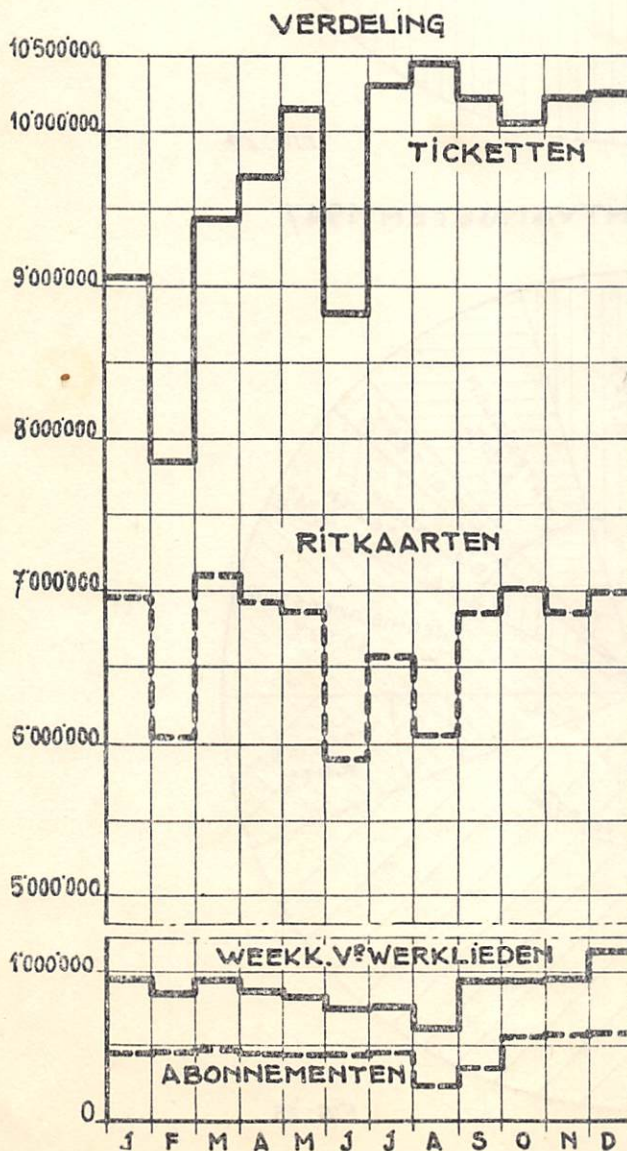 VERDELING
10'500'000
10'000'000
TICKETTEN
9'000'000
8'000'000
RITKAARTEN
7'000'000
6'000'000
5'000'000
WEEKK. VR WERKLIEDEN
1'000'000
ABONNEMENTEN
0
J F M A M J J A S O N D